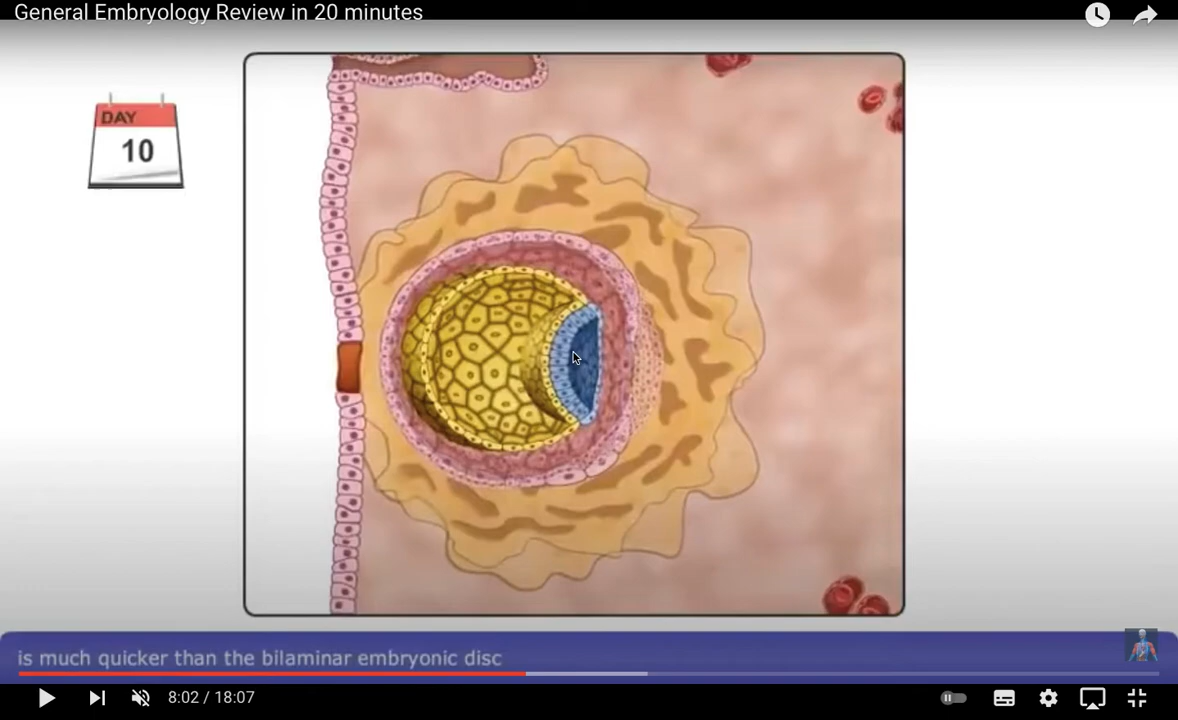 General Embryology Review in 20 minutes
DAY
10
is much quicker than the bilaminar embryonic disc
8:02 / 18:07